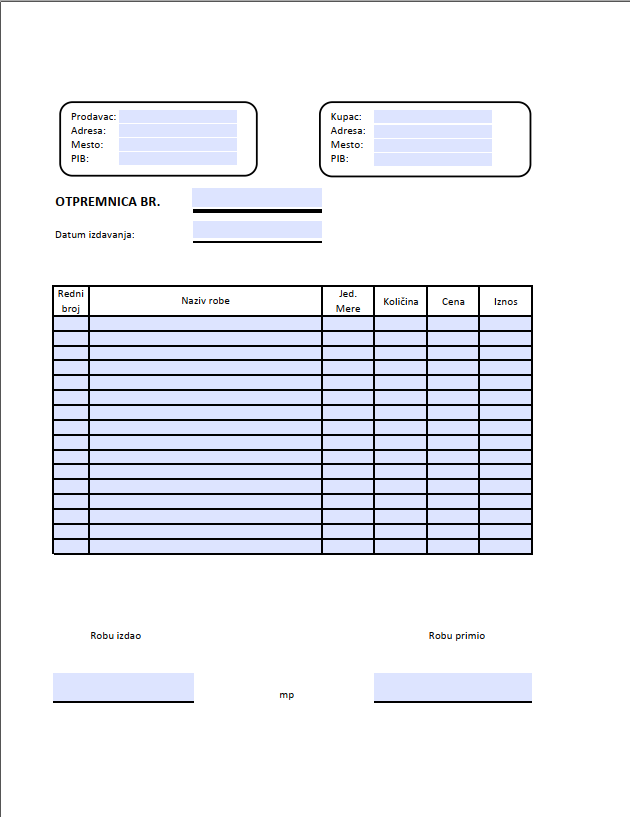 Prodavac:
Adresa:
Mesto:
PIB:
Kupac:
Adresa:
Mesto:
PIB:
OTPREMNICA BR.
Datum izdavanja:
Redni
broj
Naziv robe
Jed.
Mere
Količina
Cena
Iznos
Robu izdao
Robu primio
mp